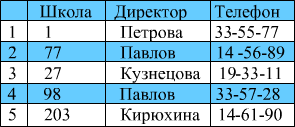 Школа Директор Телефон
1 1 Петрова 33-55-77
2 77 Павлов 14 -56-89
3 27 Кузнецова 19-33-11
4 98 Павлов 33-57-28
5 203 Кирюхина 14-61-90